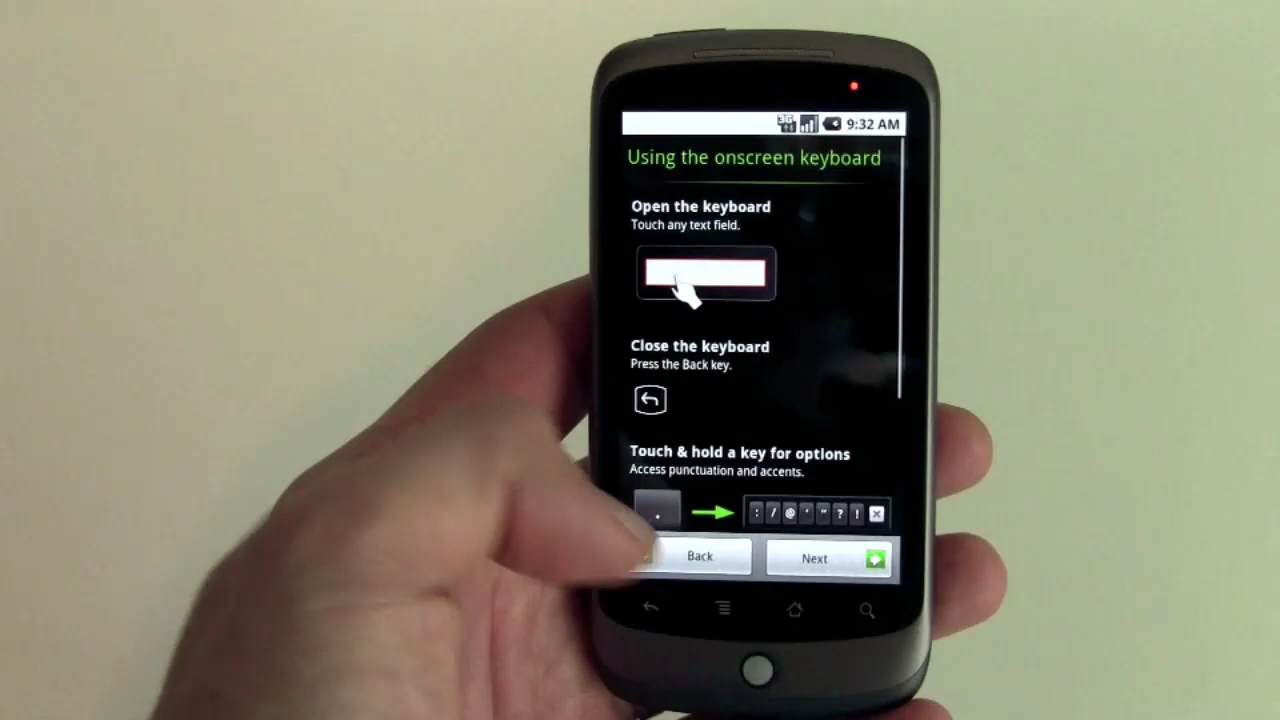 3G 9:32 AM
Using the onscreen keyboard
Open the keyboard
Touch any text field.
Close the keyboard
Press the Back key.
Touch & hold a key for options
Access punctuation and accents.
. : / @ ' " ? !
Back Next